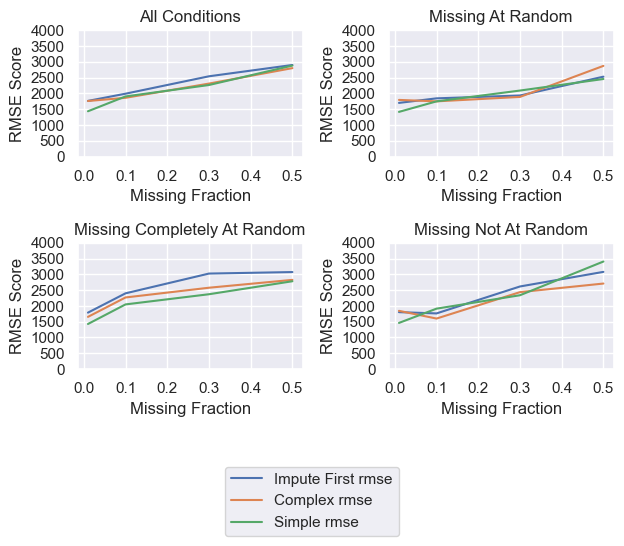 All Conditions
RMSE Score
4000
3500
3000
2500
2000
1500
1000
500
0
0.0 0.1 0.2 0.3 0.4 0.5
Missing Fraction
Missing At Random
RMSE Score
4000
3500
3000
2500
2000
1500
1000
500
0
0.0 0.1 0.2 0.3 0.4 0.5
Missing Fraction
Missing Completely At Random
RMSE Score
4000
3500
3000
2500
2000
1500
1000
500
0
0.0 0.1 0.2 0.3 0.4 0.5
Missing Fraction
Missing Not At Random
RMSE Score
4000
3500
3000
2500
2000
1500
1000
500
0
0.0 0.1 0.2 0.3 0.4 0.5
Missing Fraction
Impute First rmse
Complex rmse
Simple rmse